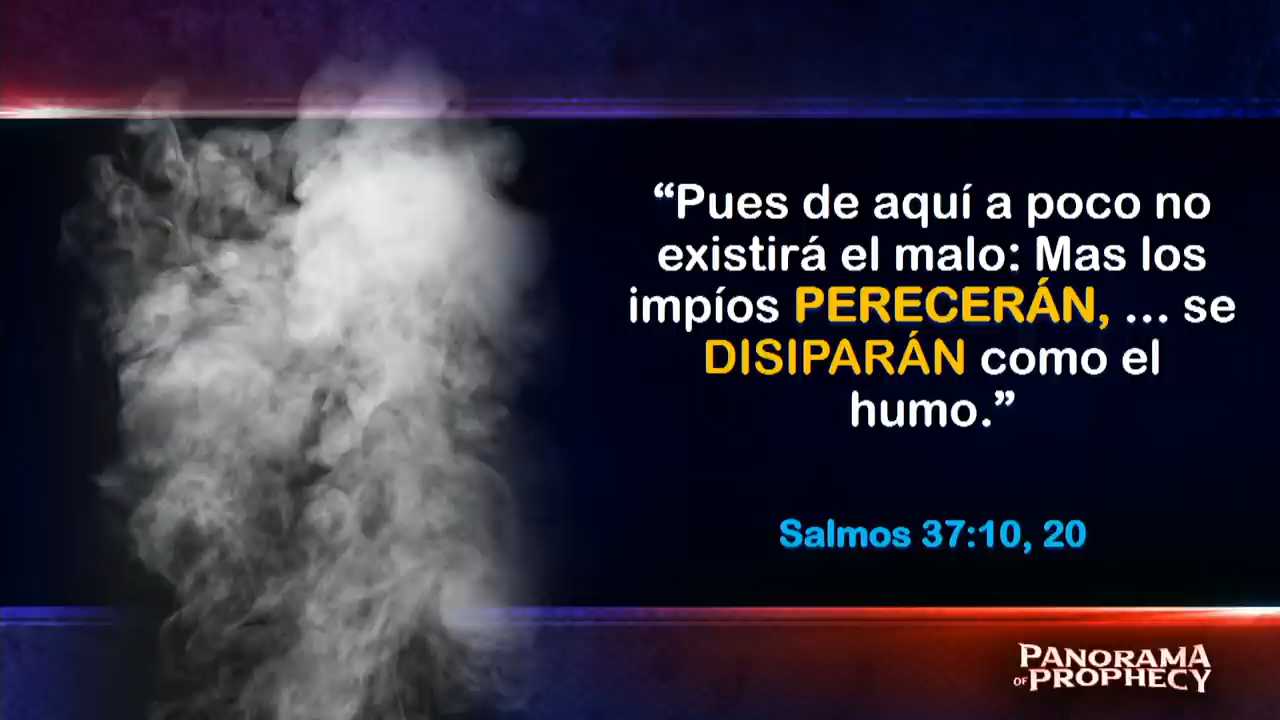 “Pues de aquí a poco no
existirá el malo: Mas los
impíos PERECERÁN, ... se
DISIPARÁN como el
humo.”
Salmos 37:10, 20
PANORAMA
OF PROPHECY